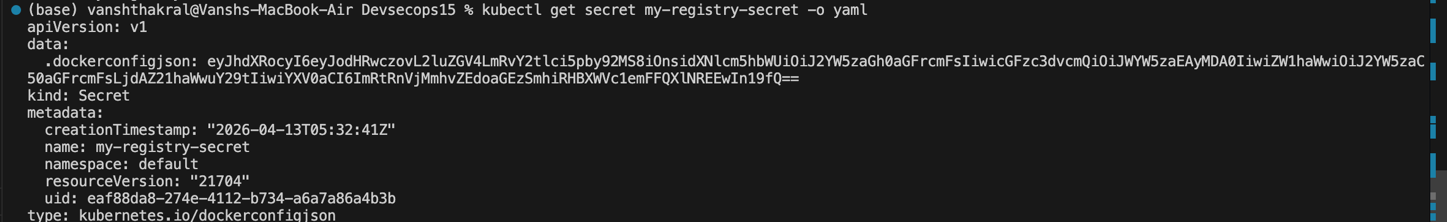 (base) vanshthakral@Vanshs-MacBook-Air Devsecops15 % kubectl get secret my-registry-secret -o yaml
apiVersion: v1
data:
  .dockerconfigjson: eyJhdXRocyI6eyJodHRwczovL2luZGV4LmRvY2tlci5pby92MS8iOnsidXNlcm5hbWUiOiJ2YW5zaGh0aGFrcmFsIiwicGFzc3dvcmQiOiJWYW5zaEAyMDA0IiwiZW1haWwiOiJ2YW5zaC
50aGFrcmFsLjdAZ21haWwuY29tIiwiYXV0aCI6ImRtRnVjMmhvZEdoaGEzSmhiRHBXWVc1emFFQXlNREEwIn19fQ==
kind: Secret
metadata:
  creationTimestamp: "2026-04-13T05:32:41Z"
  name: my-registry-secret
  namespace: default
  resourceVersion: "21704"
  uid: eaf88da8-274e-4112-b734-a6a7a86a4b3b
type: kubernetes.io/dockerconfigjson